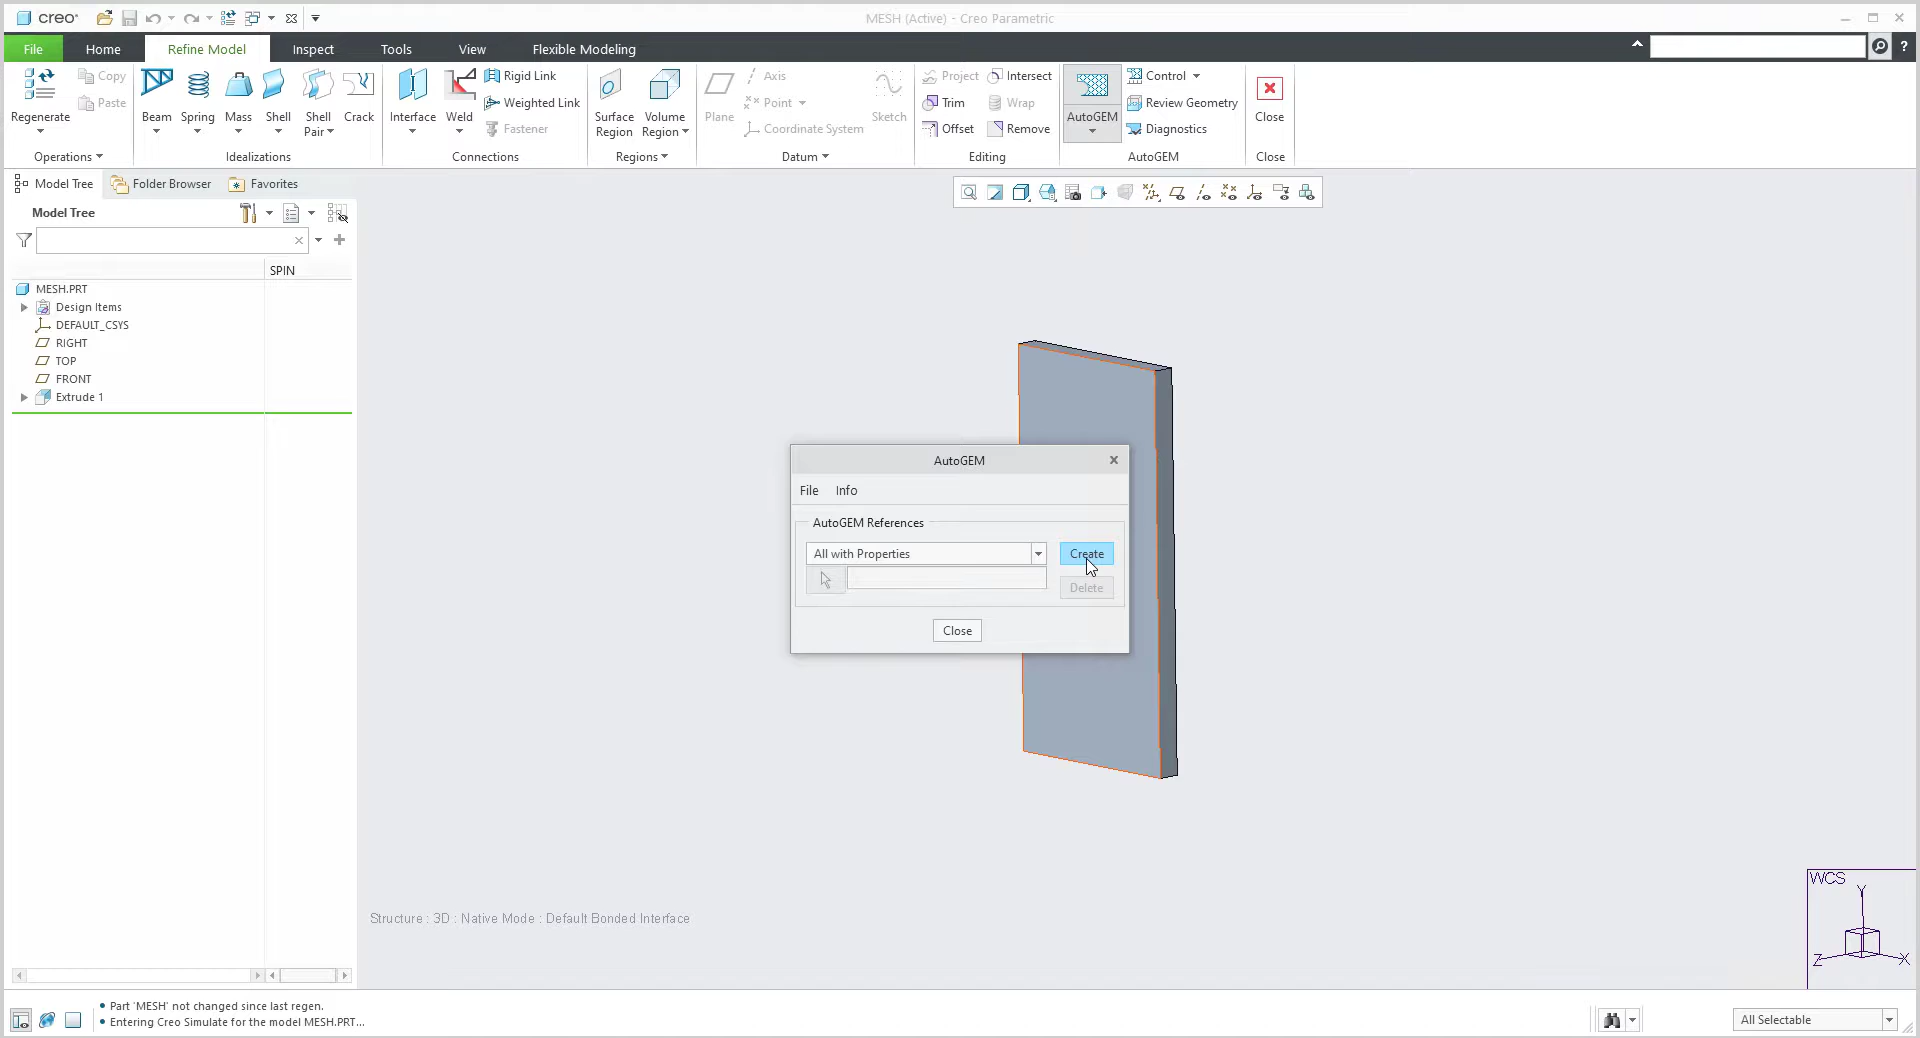 creo
MESH (Active) - Creo Parametric
File
Home
Refine Model
Inspect
Tools
View
Flexible Modeling
?
Regenerate
Copy
Paste
Operations
Beam
Spring
Mass
Shell
Shell Pair
Crack
Idealizations
Interface
Weld
Rigid Link
Weighted Link
Fastener
Connections
Surface Region
Volume Region
Regions
Plane
Axis
Point
Coordinate System
Sketch
Datum
Project
Intersect
Trim
Wrap
Offset
Remove
Editing
AutoGEM
Control
Review Geometry
Diagnostics
AutoGEM
Close
Close
Model Tree
Folder Browser
Favorites
Model Tree
SPIN
MESH.PRT
Design Items
DEFAULT_CSYS
RIGHT
TOP
FRONT
Extrude 1
AutoGEM
File
Info
AutoGEM References
All with Properties
Create
Delete
Close
Structure : 3D : Native Mode : Default Bonded Interface
WCS
Y
Z
X
• Part 'MESH' not changed since last regen.
• Entering Creo Simulate for the model MESH.PRT...
All Selectable